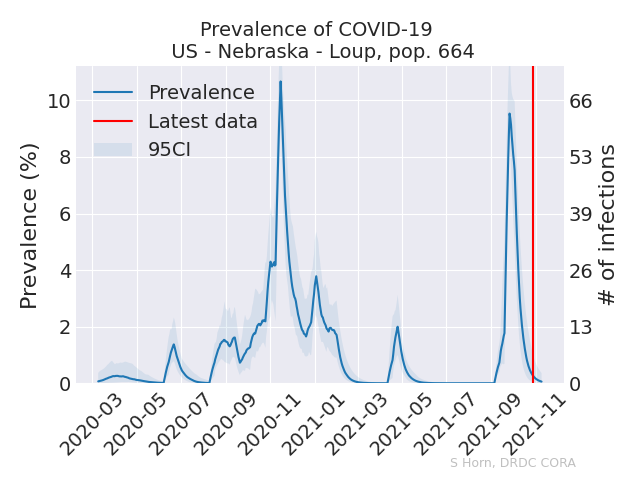 Prevalence of COVID-19
US - Nebraska - Loup, pop. 664
Prevalence
Latest data
95CI
Prevalence (%)
10
8
6
4
2
0
66
53
39
26
13
0
# of infections
2020-03
2020-05
2020-07
2020-09
2020-11
2021-01
2021-03
2021-05
2021-07
2021-09
2021-11
S Horn, DRDC CORA